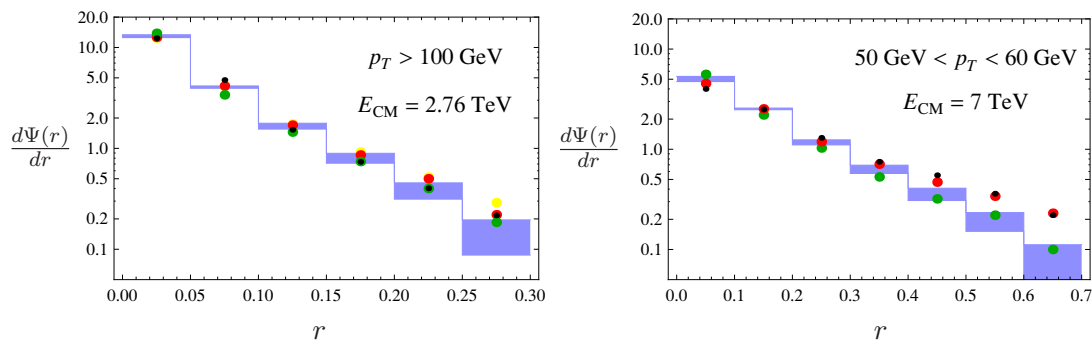 20.0
10.0
5.0
2.0
1.0
0.5
0.2
0.1
dΨ(r)
dr
p_T > 100 GeV
E_CM = 2.76 TeV
0.00 0.05 0.10 0.15 0.20 0.25 0.30
r
20.0
10.0
5.0
2.0
1.0
0.5
0.2
0.1
dΨ(r)
dr
50 GeV < p_T < 60 GeV
E_CM = 7 TeV
0.0 0.1 0.2 0.3 0.4 0.5 0.6 0.7
r